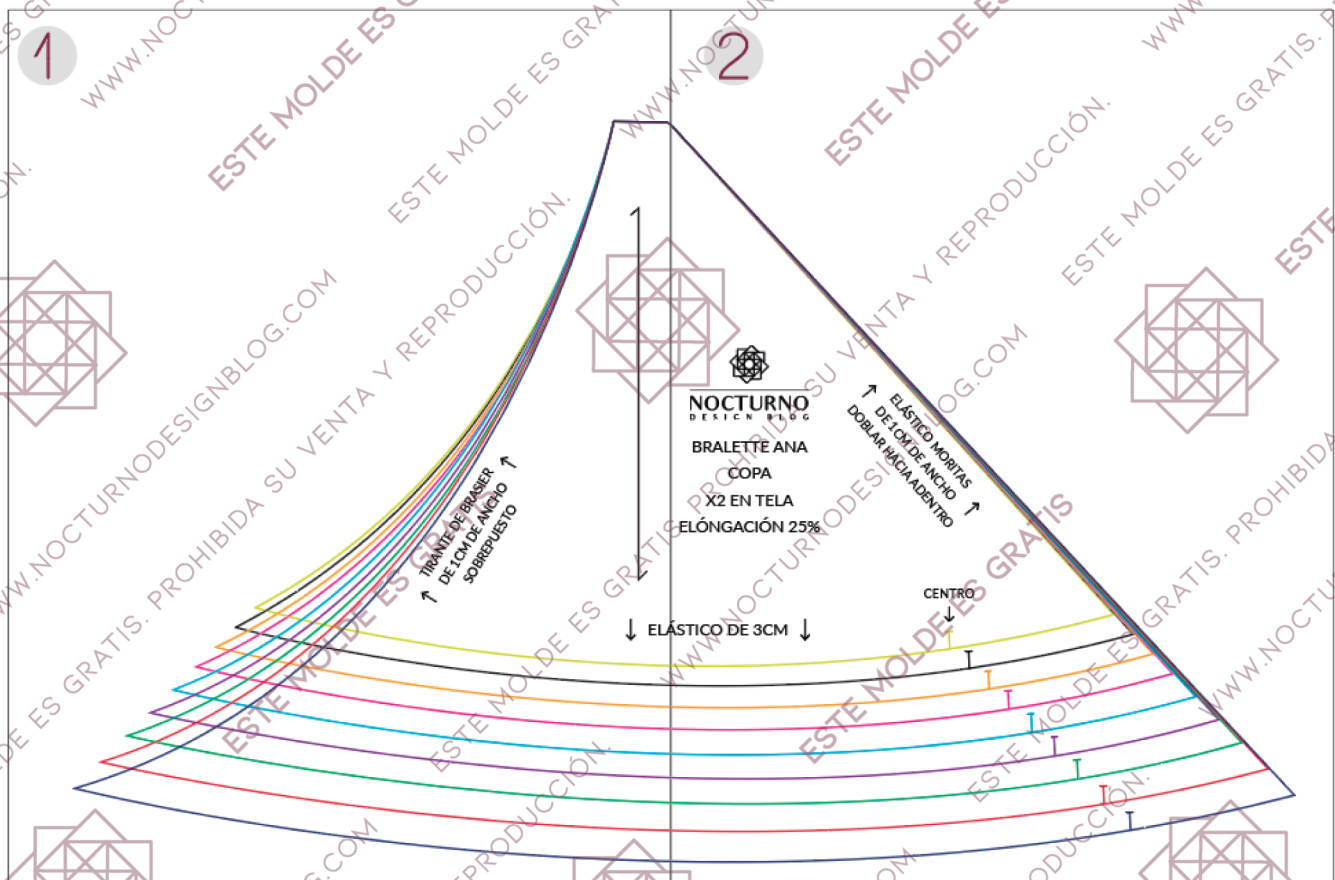 1
2
NOCTURNO
DESIGN BLOG
BRALETTE ANA
COPA
X2 EN TELA
ELÓNGACIÓN 25%
ELÁSTICO MORITAS
DE 1 CM DE ANCHO
DOBLAR HACIA ADENTRO
TIRANTE DE BRASIER
DE 1CM DE ANCHO
SOBREPUESTO
CENTRO
ELÁSTICO DE 3CM
WWW.NOCTURNODESIGNBLOG.COM
ESTE MOLDE ES GRATIS
ESTE MOLDE ES GRATIS. PROHIBIDA SU VENTA Y REPRODUCCIÓN.